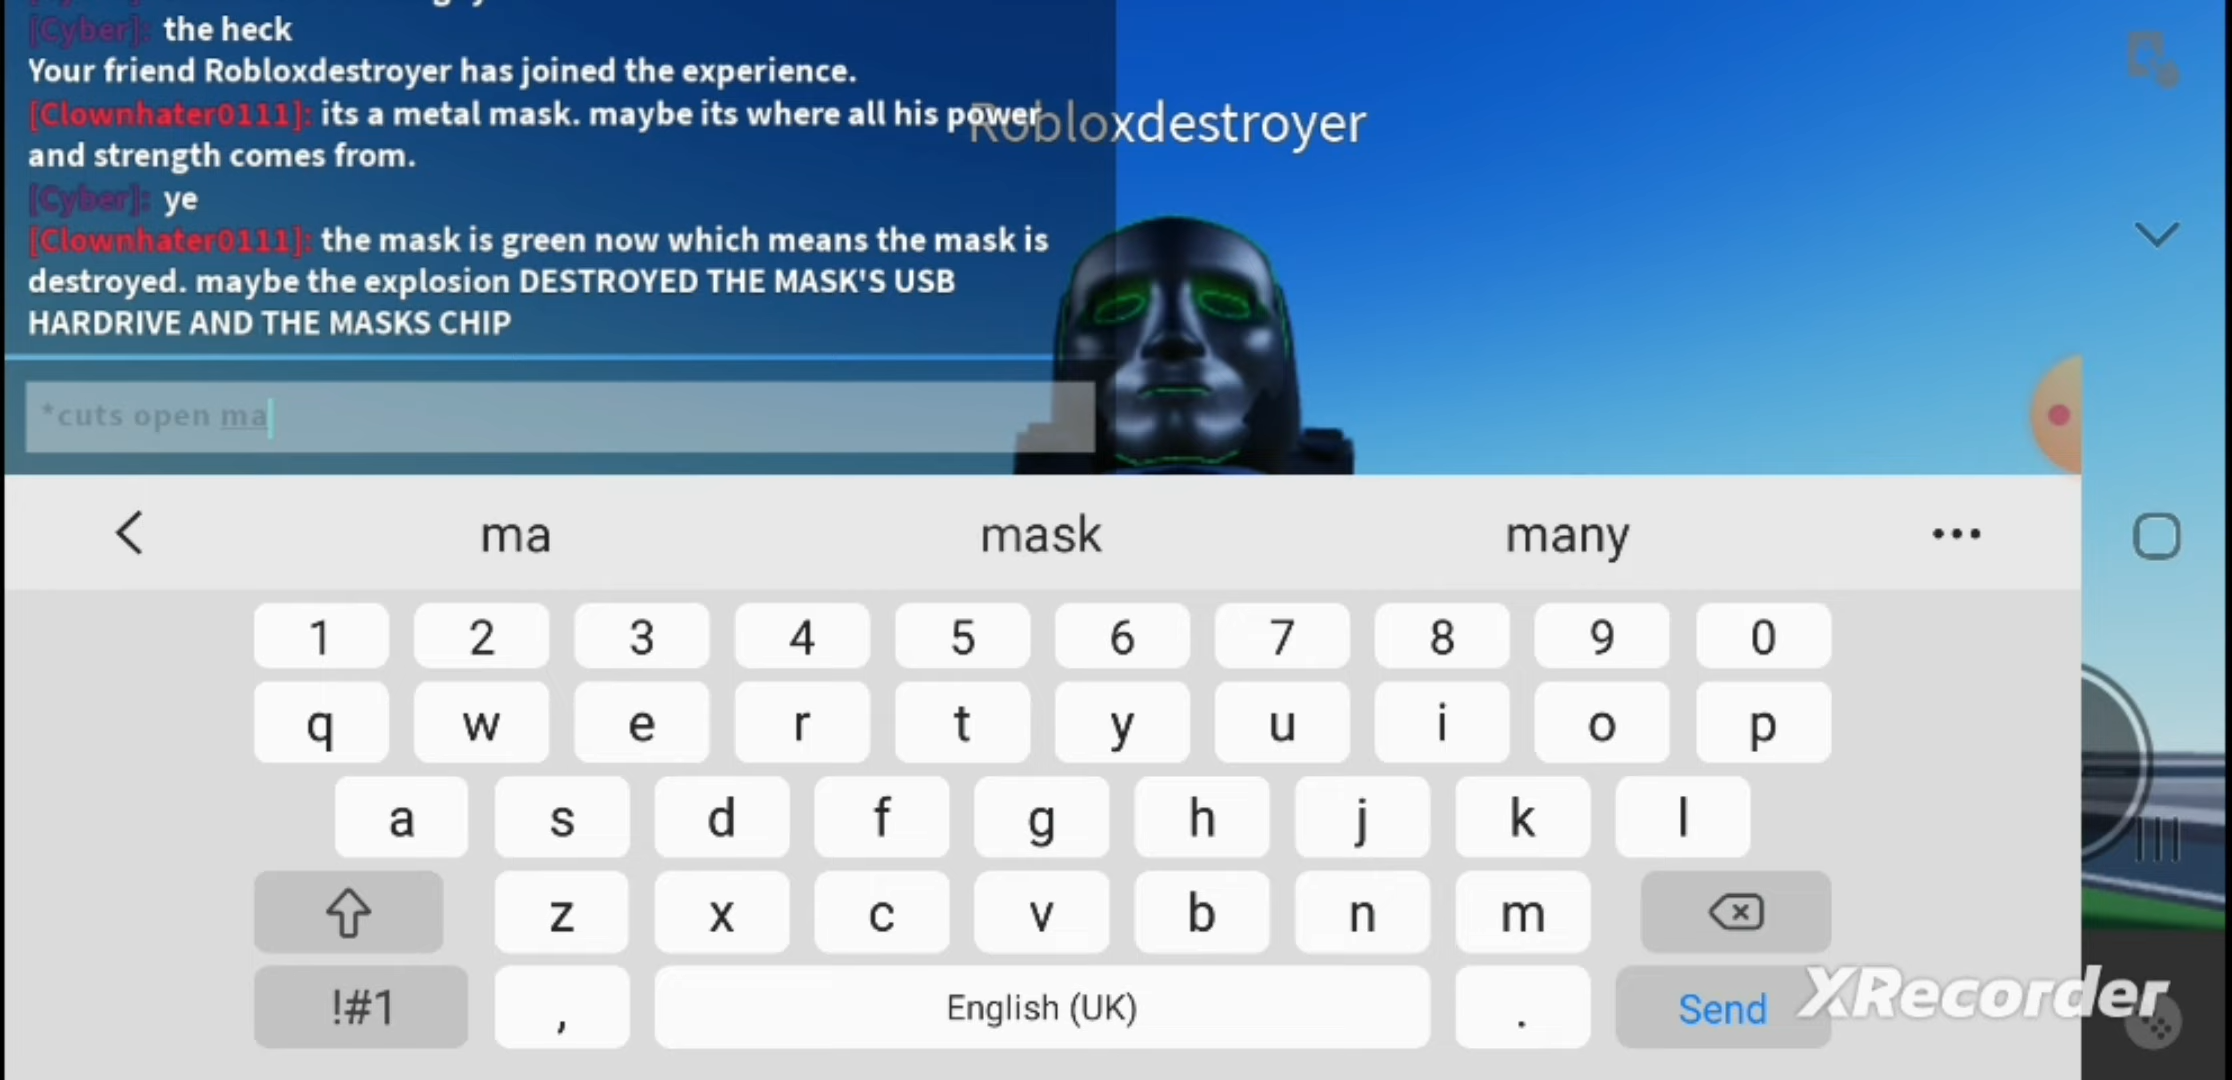 [Cyber]: the heck
Your friend Robloxdestroyer has joined the experience.
[Clownhater0111]: its a metal mask. maybe its where all his power
and strength comes from.
[Cyber]: ye
[Clownhater0111]: the mask is green now which means the mask is
destroyed. maybe the explosion DESTROYED THE MASK'S USB
HARDRIVE AND THE MASKS CHIP
Robloxdestroyer
*cuts open ma
ma mask many
1 2 3 4 5 6 7 8 9 0
q w e r t y u i o p
a s d f g h j k l
z x c v b n m
!#1 , English (UK) . Send
XRecorder